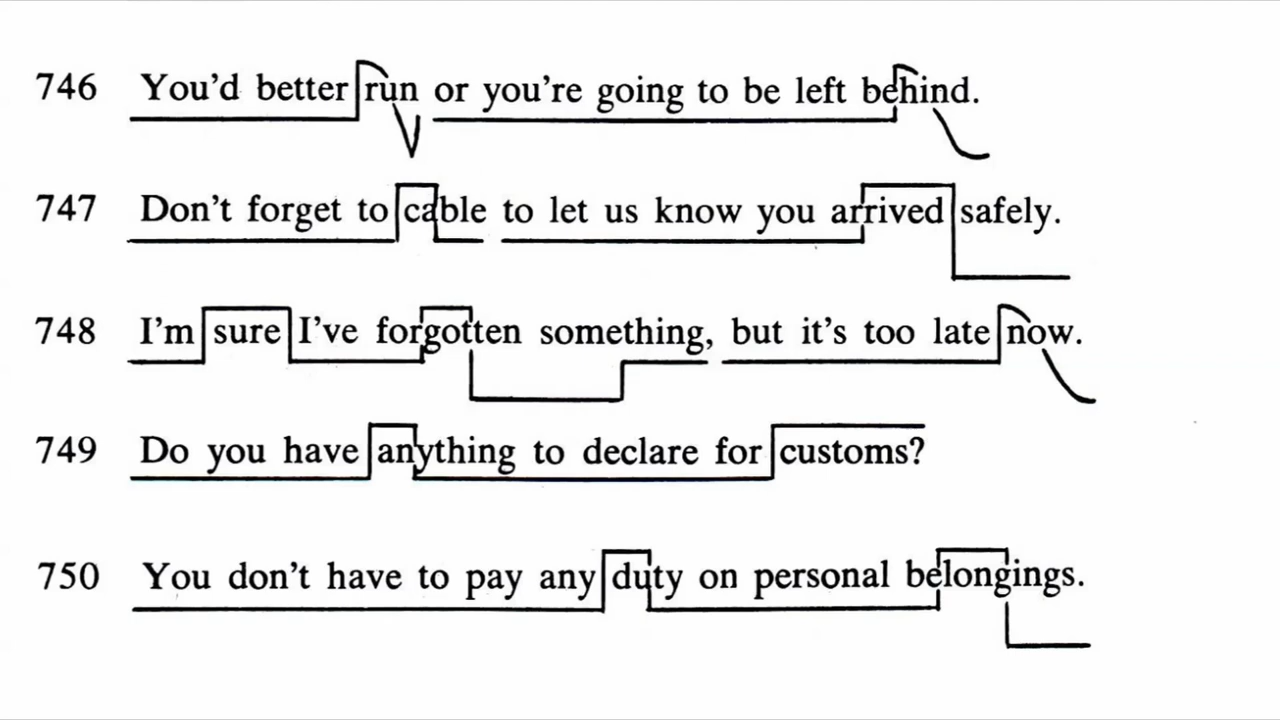 746 You'd better run or you're going to be left behind.
747 Don't forget to cable to let us know you arrived safely.
748 I'm sure I've forgotten something, but it's too late now.
749 Do you have anything to declare for customs?
750 You don't have to pay any duty on personal belongings.